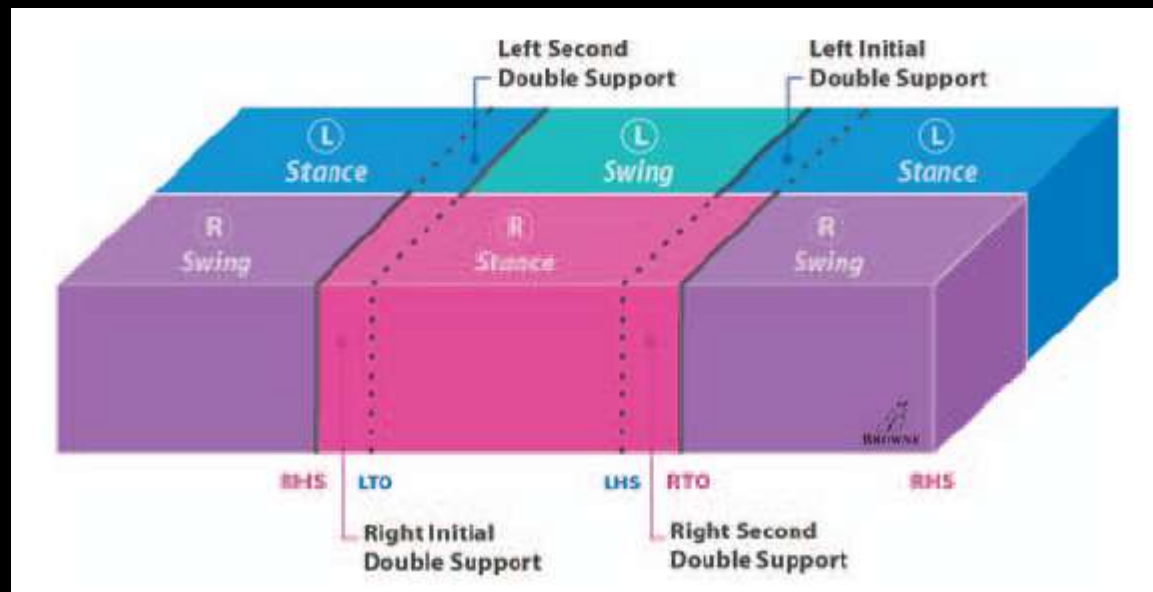 Left Second
Double Support
Left Initial
Double Support
L
Stance
L
Swing
L
Stance
R
Swing
R
Stance
R
Swing
BROWNE
RHS LTO LHS RTO RHS
Right Initial
Double Support
Right Second
Double Support